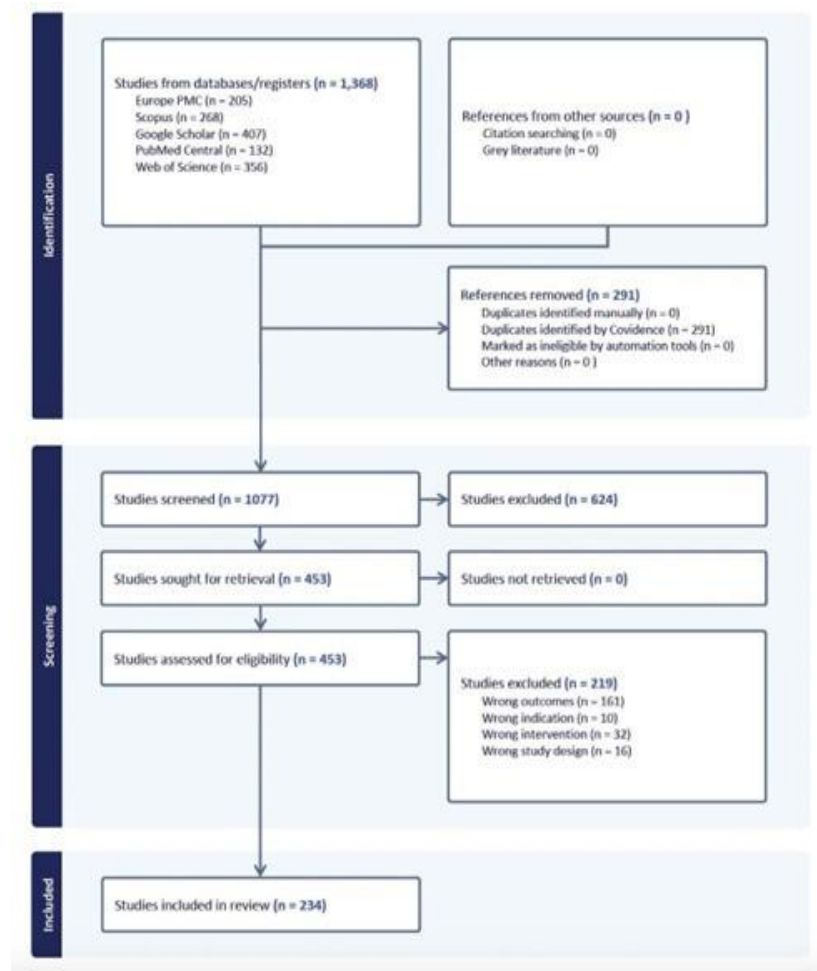 Identification
Studies from databases/registers (n = 1,368)
Europe PMC (n = 205)
Scopus (n = 268)
Google Scholar (n = 407)
PubMed Central (n = 132)
Web of Science (n = 356)
References from other sources (n = 0 )
Citation searching (n = 0)
Grey literature (n = 0)
References removed (n = 291)
Duplicates identified manually (n = 0)
Duplicates identified by Covidence (n = 291)
Marked as ineligible by automation tools (n = 0)
Other reasons (n = 0 )
Screening
Studies screened (n = 1077)
Studies excluded (n = 624)
Studies sought for retrieval (n = 453)
Studies not retrieved (n = 0)
Studies assessed for eligibility (n = 453)
Studies excluded (n = 219)
Wrong outcomes (n = 161)
Wrong indication (n = 10)
Wrong intervention (n = 32)
Wrong study design (n = 16)
Included
Studies included in review (n = 234)